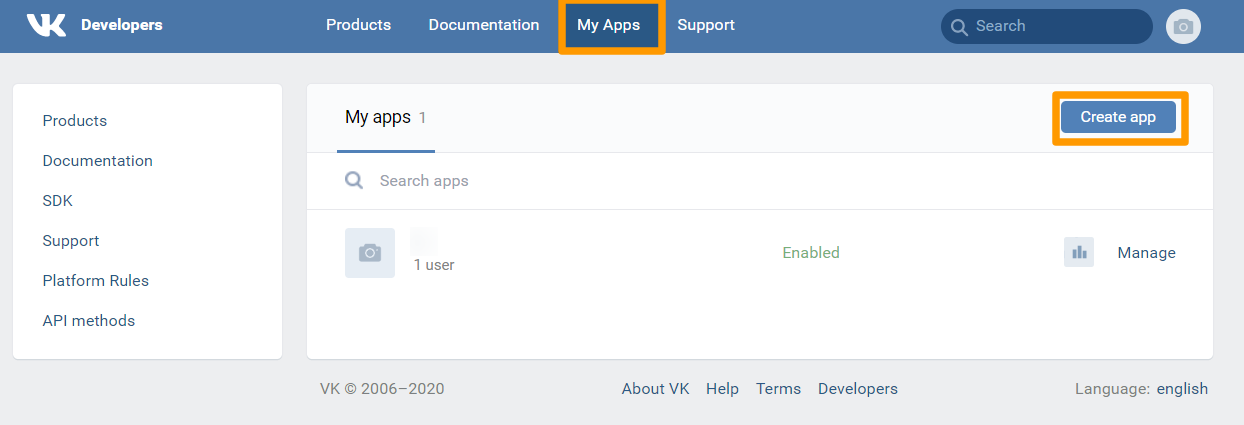 VK Developers Products Documentation My Apps Support Search
Products
Documentation
SDK
Support
Platform Rules
API methods
My apps 1 Create app
Search apps
1 user Enabled Manage
VK © 2006–2020 About VK Help Terms Developers Language: english